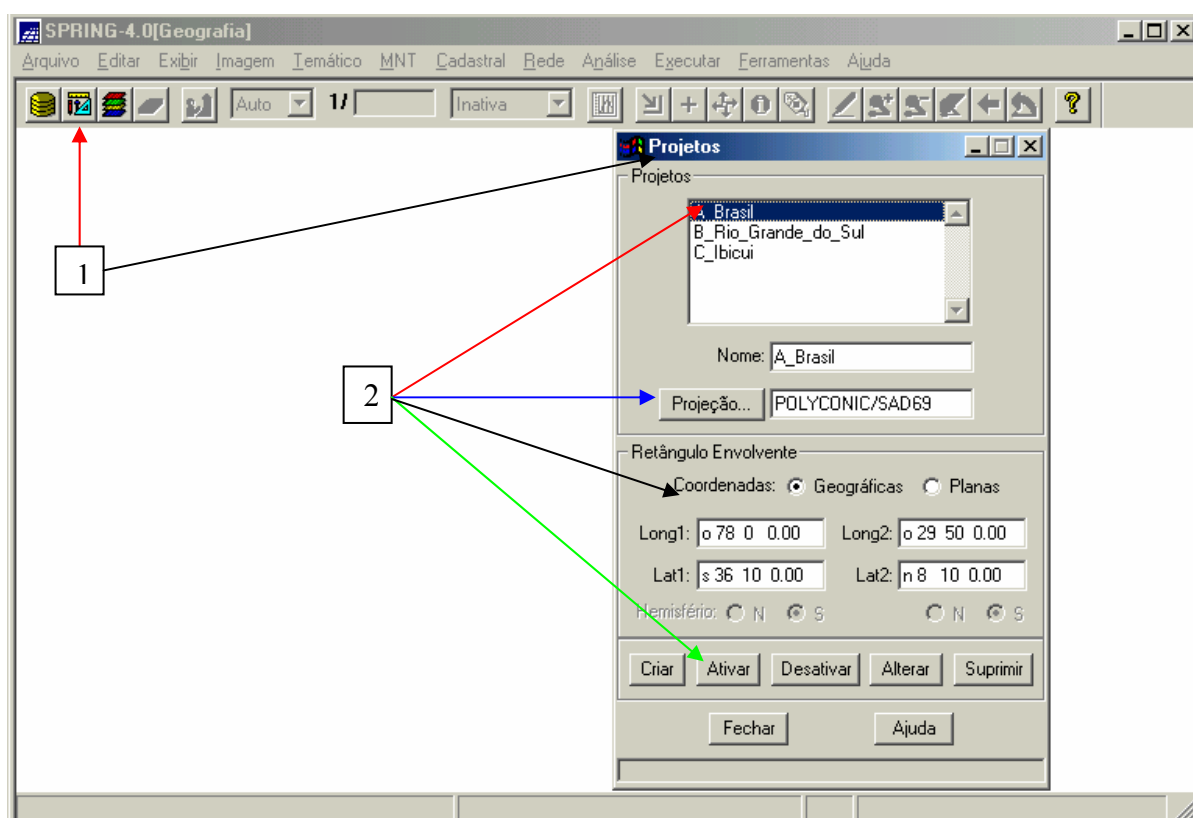 SPRING-4.0[Geografia]
Arquivo Editar Exibir Imagem Temático MNT Cadastral Rede Análise Executar Ferramentas Ajuda
Auto 1/ Inativa ?
Projetos
Projetos
A_Brasil
B_Rio_Grande_do_Sul
C_Ibicui
1
Nome: A_Brasil
2
Projeção... POLYCONIC/SAD69
Retângulo Envolvente
Coordenadas: Geográficas Planas
Long1: o 78 0 0.00 Long2: o 29 50 0.00
Lat1: s 36 10 0.00 Lat2: n 8 10 0.00
Hemisfério: N S N S
Criar Ativar Desativar Alterar Suprimir
Fechar Ajuda